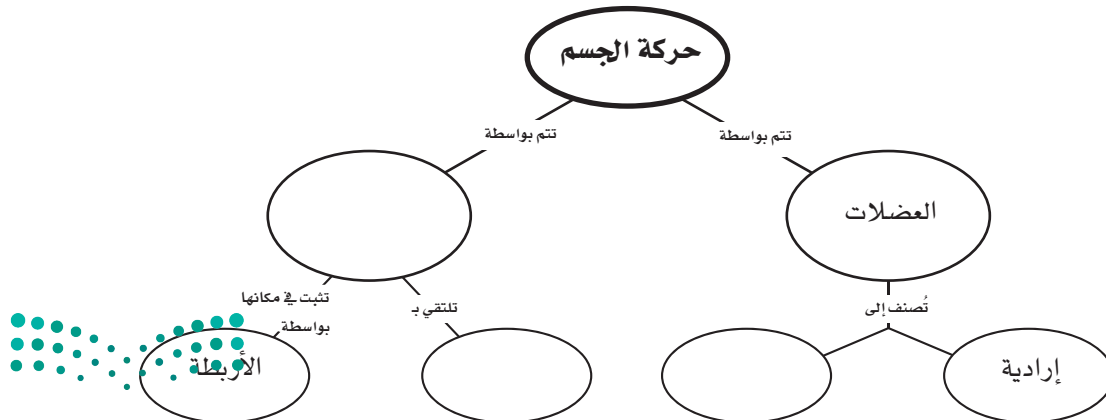 حركة الجسم
تتم بواسطة
تتم بواسطة
العضلات
تُصنف إلى
تلتقي بـ
تثبت في مكانها
بواسطة
إرادية
الأربطة